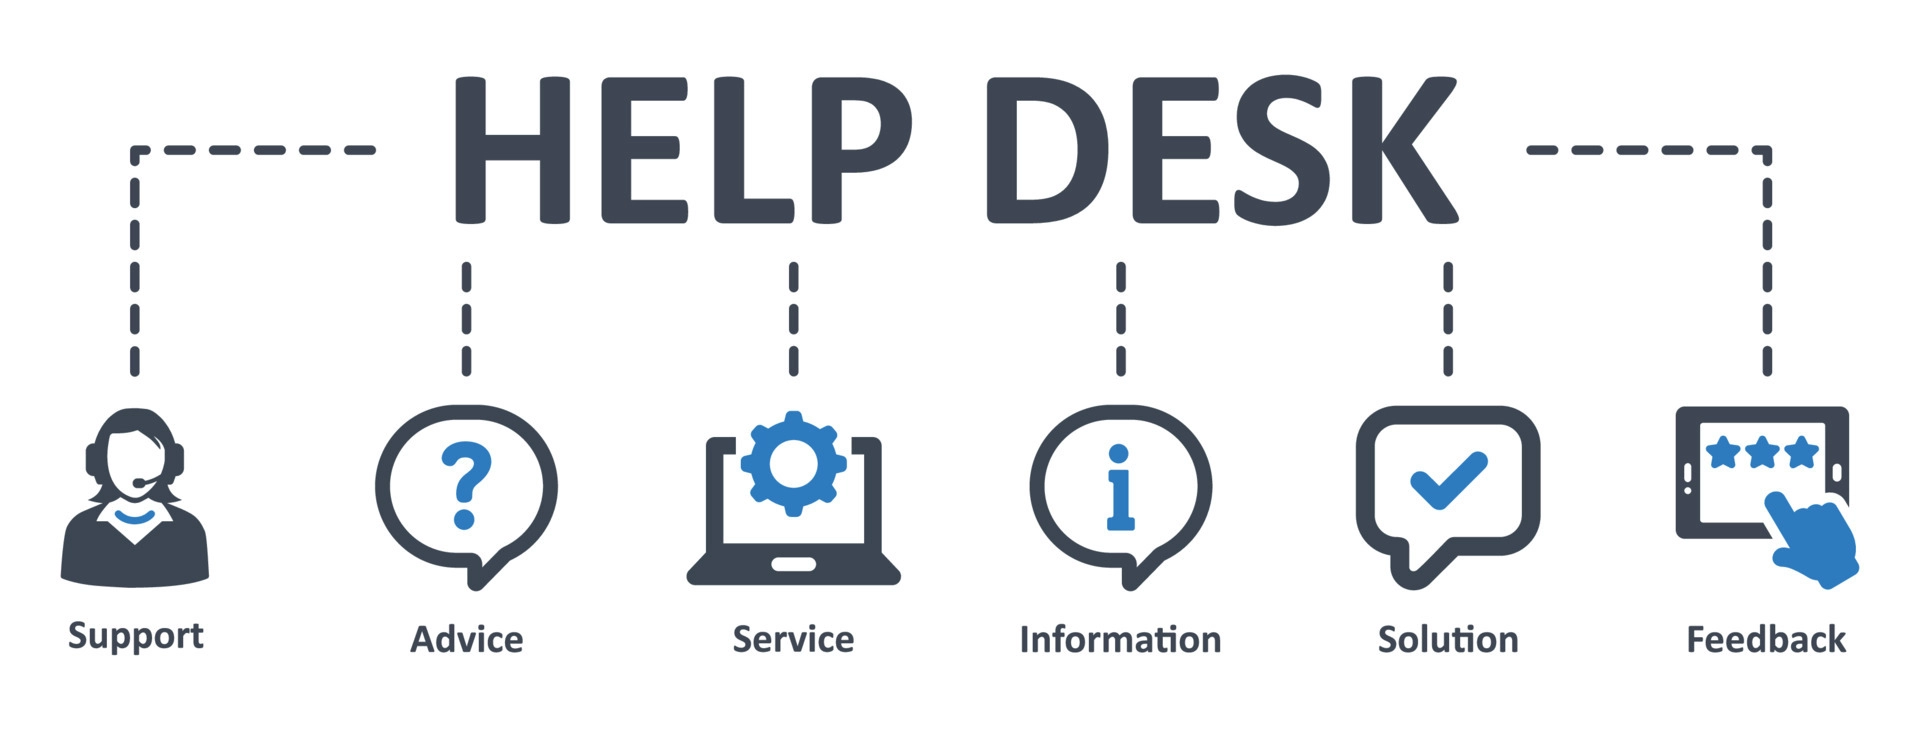 HELP DESK
Support
Advice
Service
Information
Solution
Feedback